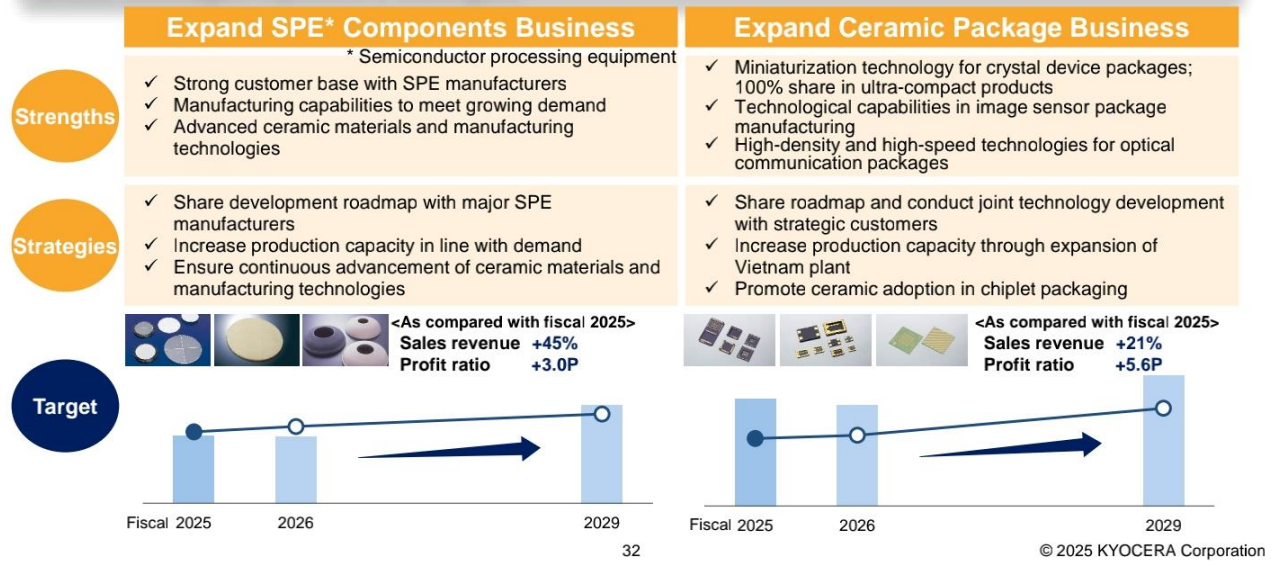 Expand SPE* Components Business
* Semiconductor processing equipment
Strengths
✓ Strong customer base with SPE manufacturers
✓ Manufacturing capabilities to meet growing demand
✓ Advanced ceramic materials and manufacturing
technologies
Expand Ceramic Package Business
✓ Miniaturization technology for crystal device packages;
100% share in ultra-compact products
✓ Technological capabilities in image sensor package
manufacturing
✓ High-density and high-speed technologies for optical
communication packages
Strategies
✓ Share development roadmap with major SPE
manufacturers
✓ Increase production capacity in line with demand
✓ Ensure continuous advancement of ceramic materials and
manufacturing technologies
✓ Share roadmap and conduct joint technology development
with strategic customers
✓ Increase production capacity through expansion of
Vietnam plant
✓ Promote ceramic adoption in chiplet packaging
Target
<As compared with fiscal 2025>
Sales revenue +45%
Profit ratio +3.0P
Fiscal 2025 2026 2029
<As compared with fiscal 2025>
Sales revenue +21%
Profit ratio +5.6P
Fiscal 2025 2026 2029
32
© 2025 KYOCERA Corporation